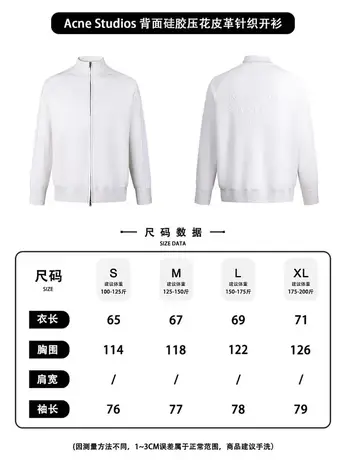 Acne Studios 背面硅胶压花皮革针织开衫
尺码数据
SIZE DATA
尺码 S M L XL
SIZE 建议体重 建议体重 建议体重 建议体重
100-125斤 125-150斤 150-175斤 175-200斤
衣长 65 67 69 71
胸围 114 118 122 126
肩宽 / / / /
袖长 76 77 78 79
(因测量方法不同，1~3CM误差属于正常范围，商品建议手洗)